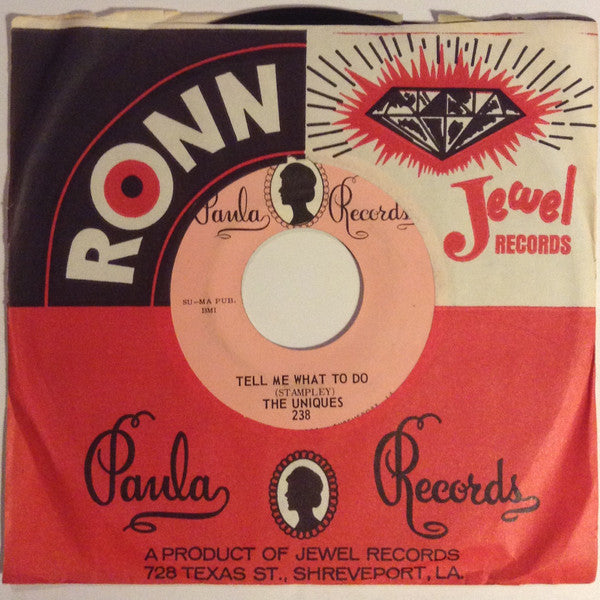 RONN
Jewel
RECORDS
Paula Records
SU-MA PUB.
BMI
TELL ME WHAT TO DO
(STAMPLEY)
THE UNIQUES
238
Paula Records
A PRODUCT OF JEWEL RECORDS
728 TEXAS ST., SHREVEPORT, LA.